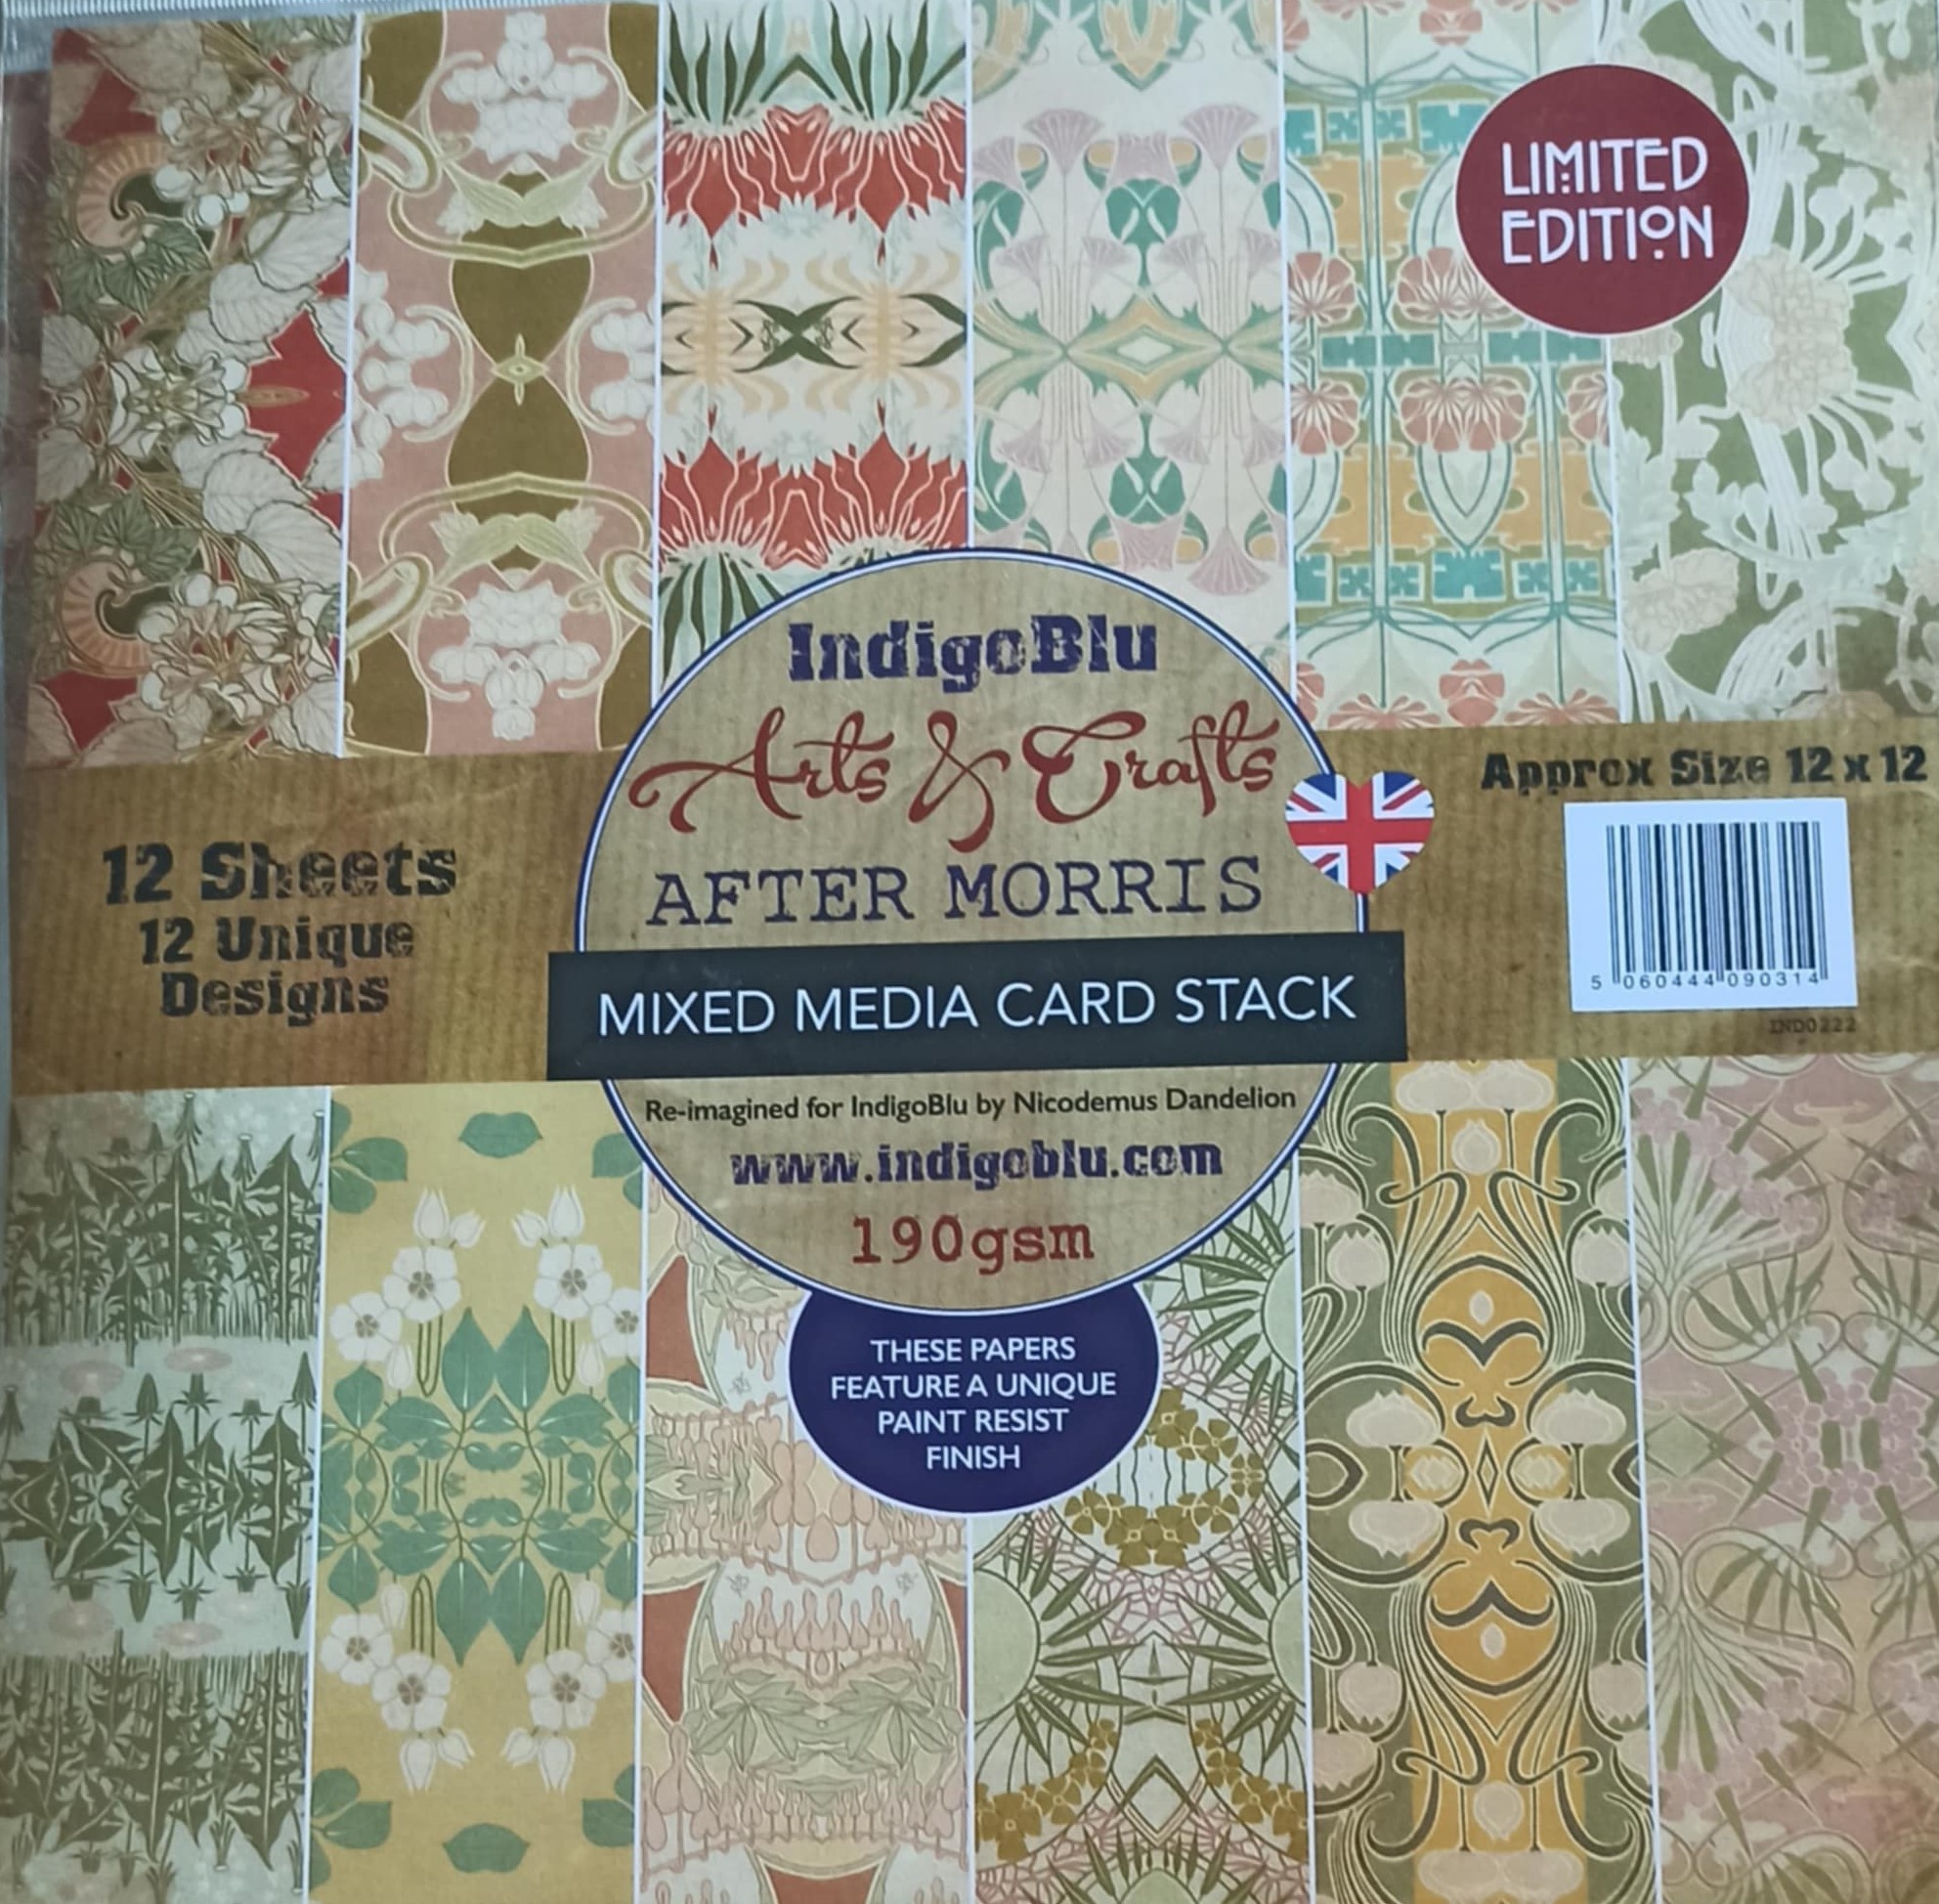 LIMITED
EDITION
IndigoBlu
Arts & Crafts
AFTER MORRIS
MIXED MEDIA CARD STACK
Re-imagined for IndigoBlu by Nicodemus Dandelion
www.indigoblu.com
190gsm
THESE PAPERS
FEATURE A UNIQUE
PAINT RESIST
FINISH
12 Sheets
12 Unique
Designs
Approx Size 12 x 12
5 060444 090314
IND0222